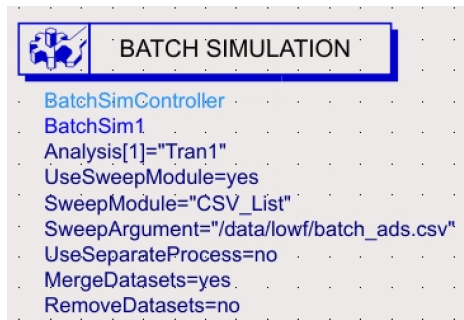 BATCH SIMULATION
BatchSimController
BatchSim1
Analysis[1]="Tran1"
UseSweepModule=yes
SweepModule="CSV_List"
SweepArgument="/data/lowf/batch_ads.csv"
UseSeparateProcess=no
MergeDatasets=yes
RemoveDatasets=no